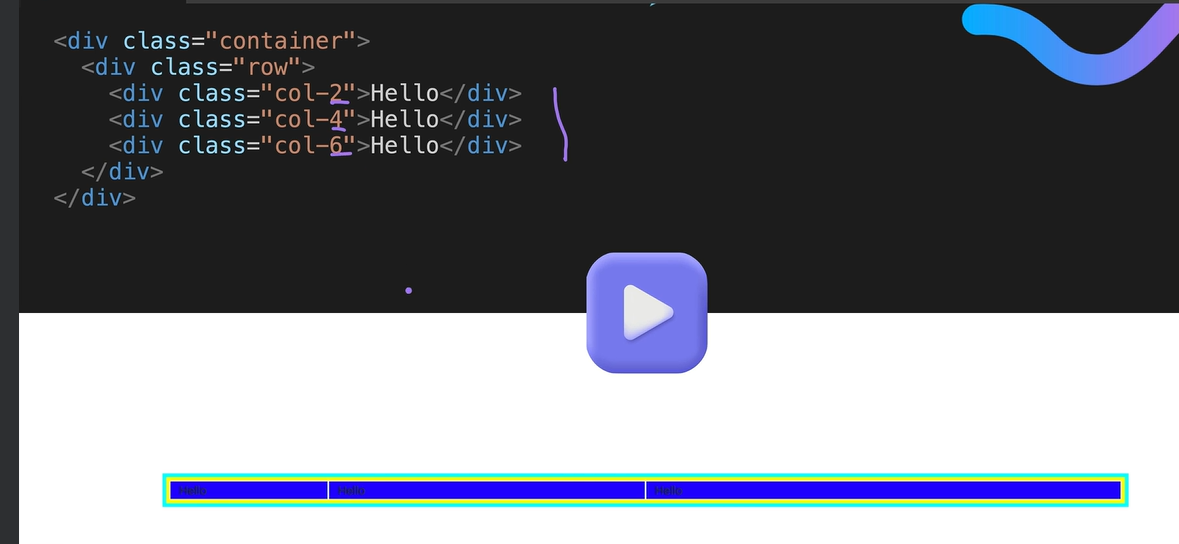 <div class="container">
  <div class="row">
    <div class="col-2">Hello</div>
    <div class="col-4">Hello</div>
    <div class="col-6">Hello</div>
  </div>
</div>
Hello Hello Hello